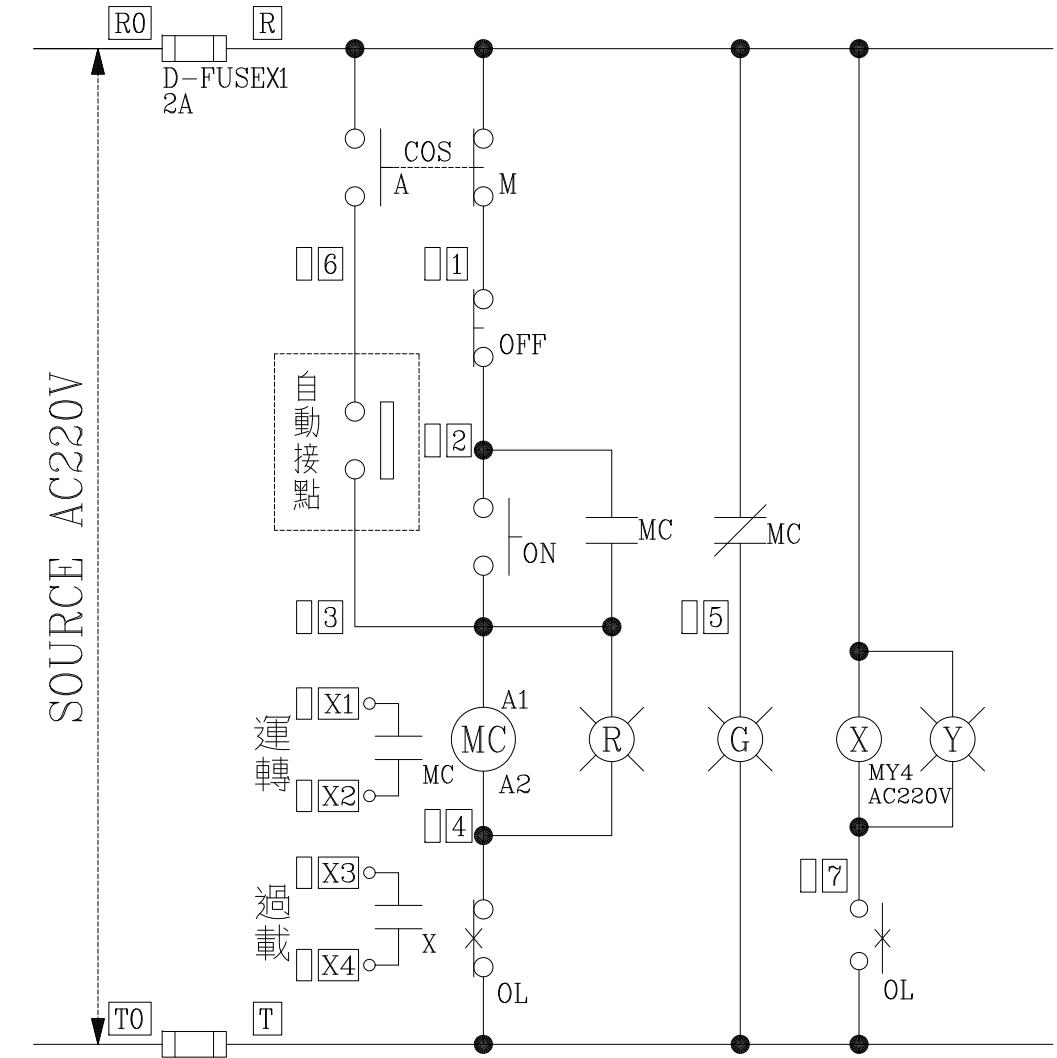 R0
R
D-FUSEX1
2A
COS
A
M
6
1
OFF
SOURCE AC220V
自動接點
2
ON
MC
MC
3
5
運轉
X1
X2
MC
A1
MC
A2
R
G
X
Y
MY4
AC220V
4
過載
X3
X4
X
7
OL
OL
T0
T